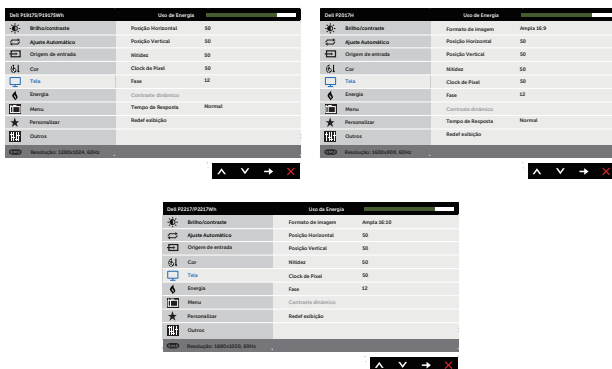 Dell P1917S/P1917SWh Uso de Energia
Brilho/contraste Posição Horizontal 50
Ajuste Automático Posição Vertical 50
Origem de entrada Nitidez 50
Cor Clock de Pixel 50
Tela Fase 12
Energia Contraste dinâmico
Menu Tempo de Resposta Normal
Personalizar Redef exibição
Outros
Resolução: 1280x1024, 60Hz
Dell P2017H Uso de Energia
Brilho/contraste Formato de imagem Ampla 16:9
Ajuste Automático Posição Horizontal 50
Origem de entrada Posição Vertical 50
Cor Nitidez 50
Tela Clock de Pixel 50
Energia Fase 12
Menu Contraste dinâmico
Personalizar Tempo de Resposta Normal
Outros Redef exibição
Resolução: 1600x900, 60Hz
Dell P2217/P2217Wh Uso de Energia
Brilho/contraste Formato de imagem Ampla 16:10
Ajuste Automático Posição Horizontal 50
Origem de entrada Posição Vertical 50
Cor Nitidez 50
Tela Clock de Pixel 50
Energia Fase 12
Menu Contraste dinâmico
Personalizar Redef exibição
Outros
Resolução: 1680x1050, 60Hz